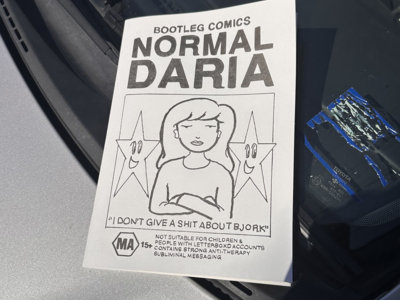 BOOTLEG COMICS
NORMAL
DARIA
"I DON'T GIVE A SHIT ABOUT BJORK"
MA 15+
NOT SUITABLE FOR CHILDREN &
PEOPLE WITH LETTERBOXD ACCOUNTS
CONTAINS STRONG ANTI-THERAPY
SUBLIMINAL MESSAGING